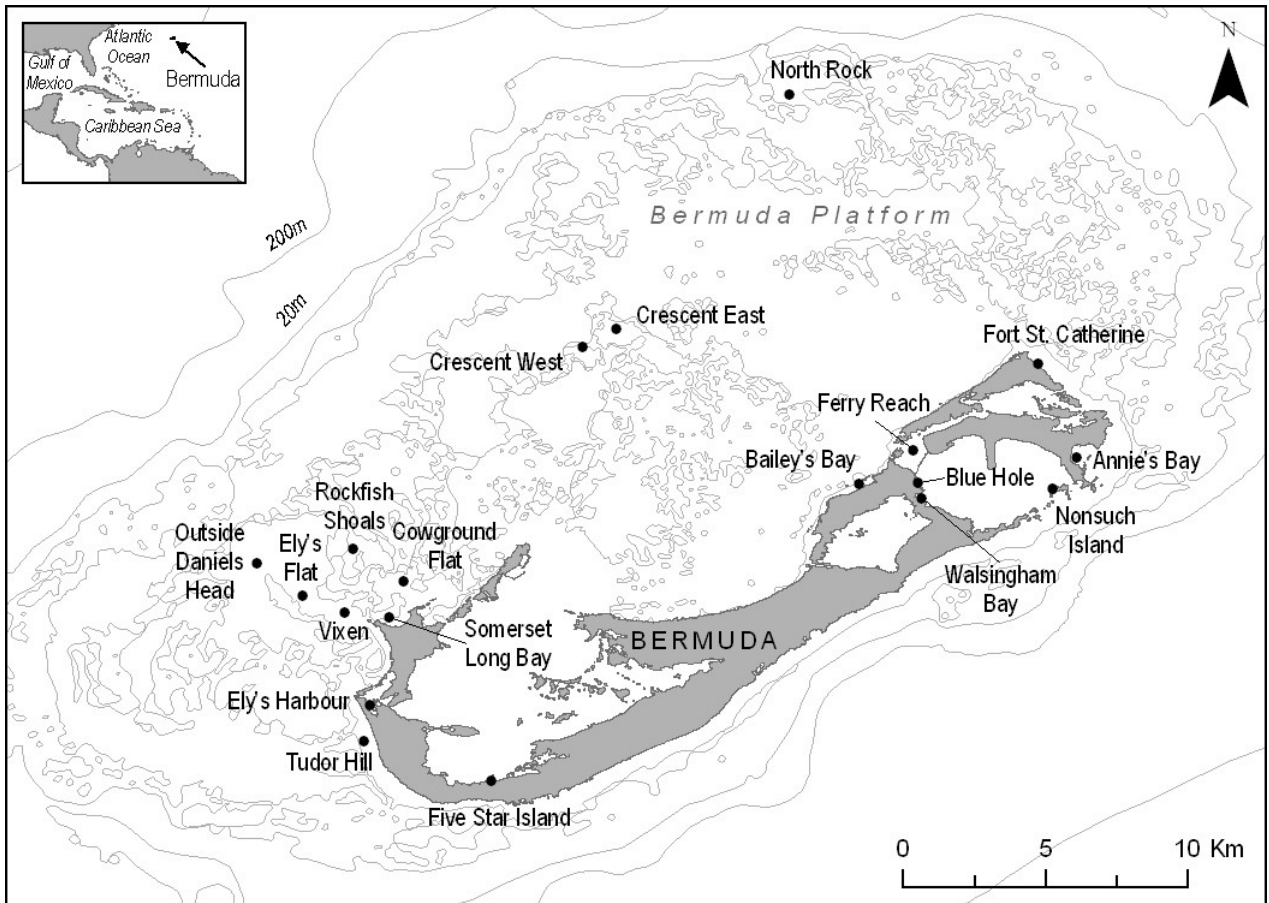 Atlantic
Ocean
Gulf of
Mexico
Bermuda
Caribbean Sea
N
North Rock
Bermuda Platform
200m
20m
Crescent East
Crescent West
Fort St. Catherine
Ferry Reach
Bailey's Bay
Annie's Bay
Blue Hole
Nonsuch
Island
Walsingham
Bay
Rockfish
Shoals
Cowground
Flat
Outside
Daniels
Head
Ely's
Flat
Vixen
Somerset
Long Bay
BERMUDA
Ely's Harbour
Tudor Hill
Five Star Island
0 5 10 Km